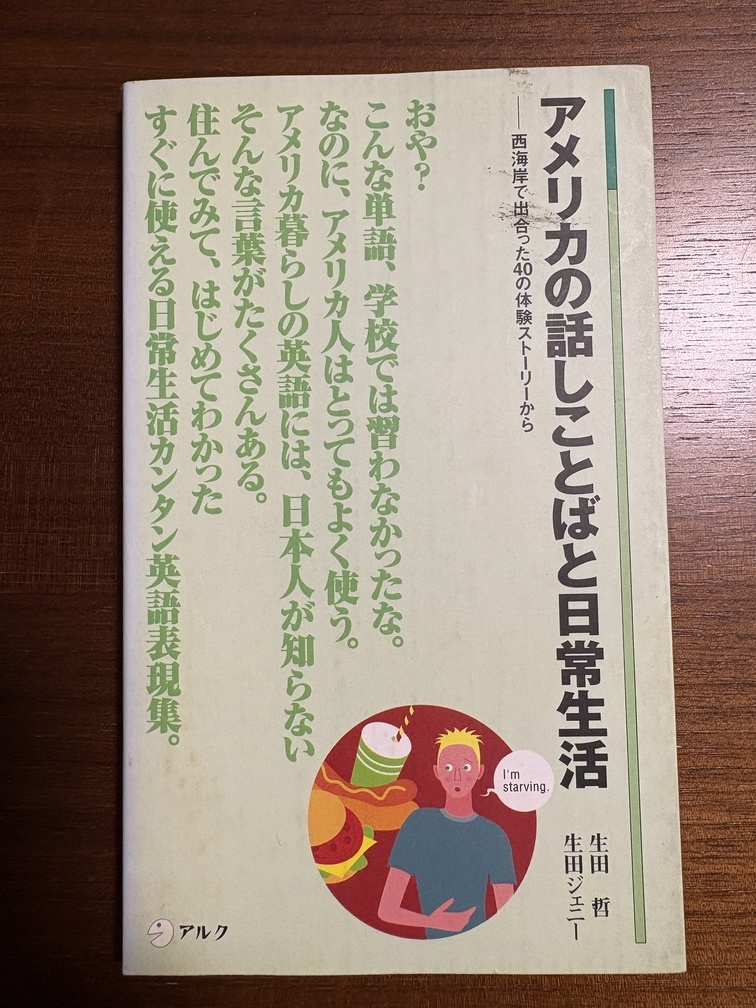 アメリカの話しことばと日常生活
——西海岸で出合った40の体験ストーリーから
生田 哲
生田ジェニー
おや?
こんな単語、学校では習わなかったな。
なのに、アメリカ人はとってもよく使う。
アメリカ暮らしの英語には、日本人が知らない
そんな言葉がたくさんある。
住んでみて、はじめてわかった
すぐに使える日常生活カンタン英語表現集。
I'm
starving.
アルク